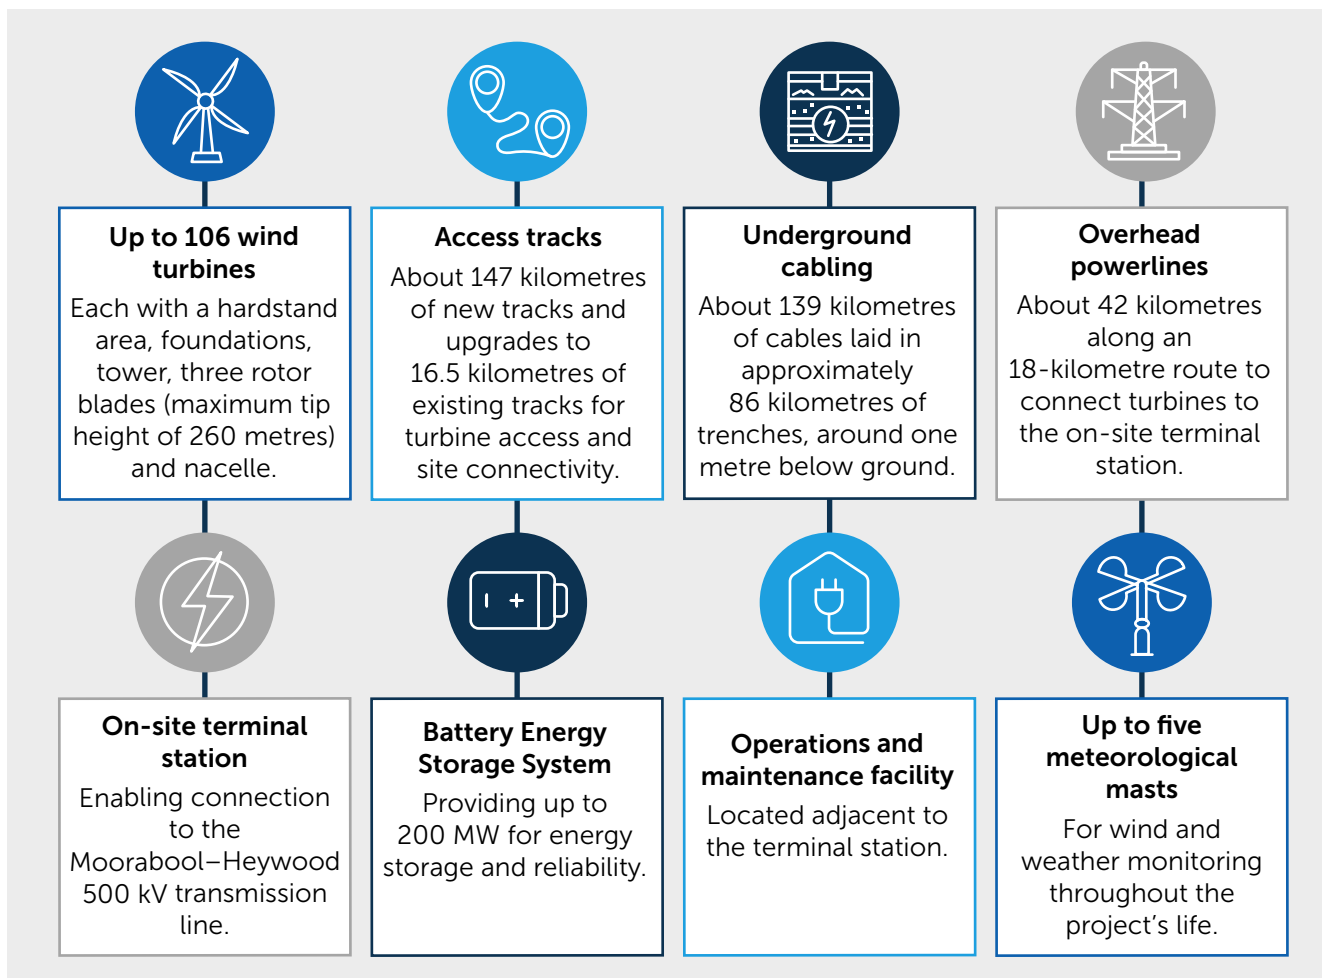 Up to 106 wind
turbines
Each with a hardstand
area, foundations,
tower, three rotor
blades (maximum tip
height of 260 metres)
and nacelle.
Access tracks
About 147 kilometres
of new tracks and
upgrades to
16.5 kilometres of
existing tracks for
turbine access and
site connectivity.
Underground
cabling
About 139 kilometres
of cables laid in
approximately
86 kilometres of
trenches, around one
metre below ground.
Overhead
powerlines
About 42 kilometres
along an
18-kilometre route to
connect turbines to
the on-site terminal
station.
On-site terminal
station
Enabling connection
to the
Moorabool–Heywood
500 kV transmission
line.
Battery Energy
Storage System
Providing up to
200 MW for energy
storage and reliability.
Operations and
maintenance facility
Located adjacent to
the terminal station.
Up to five
meteorological
masts
For wind and
weather monitoring
throughout the
project’s life.